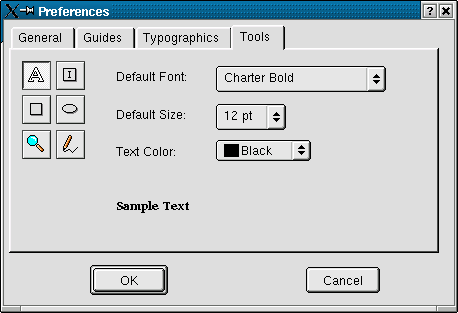 Preferences
General Guides Typographics Tools
Default Font: Charter Bold
Default Size: 12 pt
Text Color: Black
Sample Text
OK Cancel